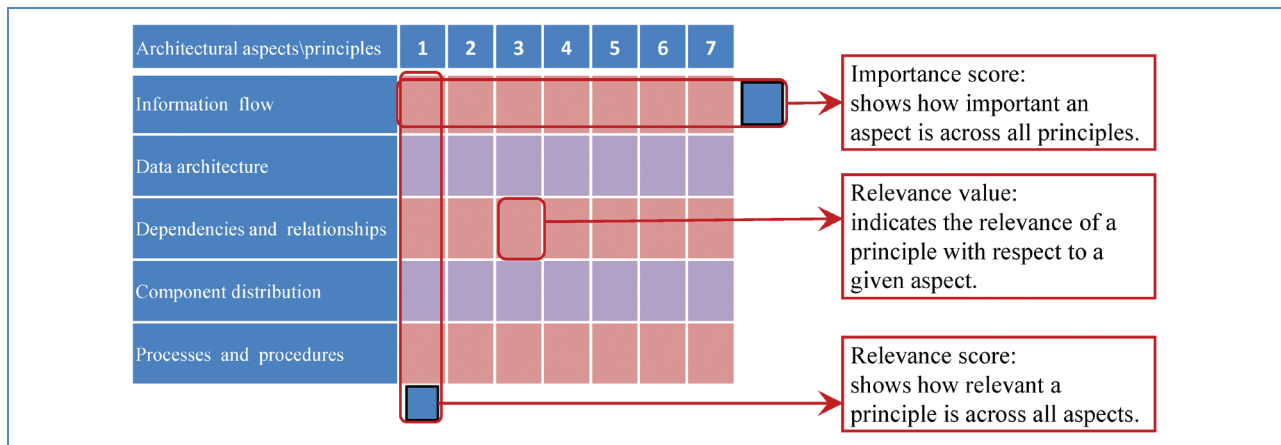 Architectural aspects\principles 1 2 3 4 5 6 7
Information flow
Data architecture
Dependencies and relationships
Component distribution
Processes and procedures
Importance score:
shows how important an
aspect is across all principles.
Relevance value:
indicates the relevance of a
principle with respect to a
given aspect.
Relevance score:
shows how relevant a
principle is across all aspects.